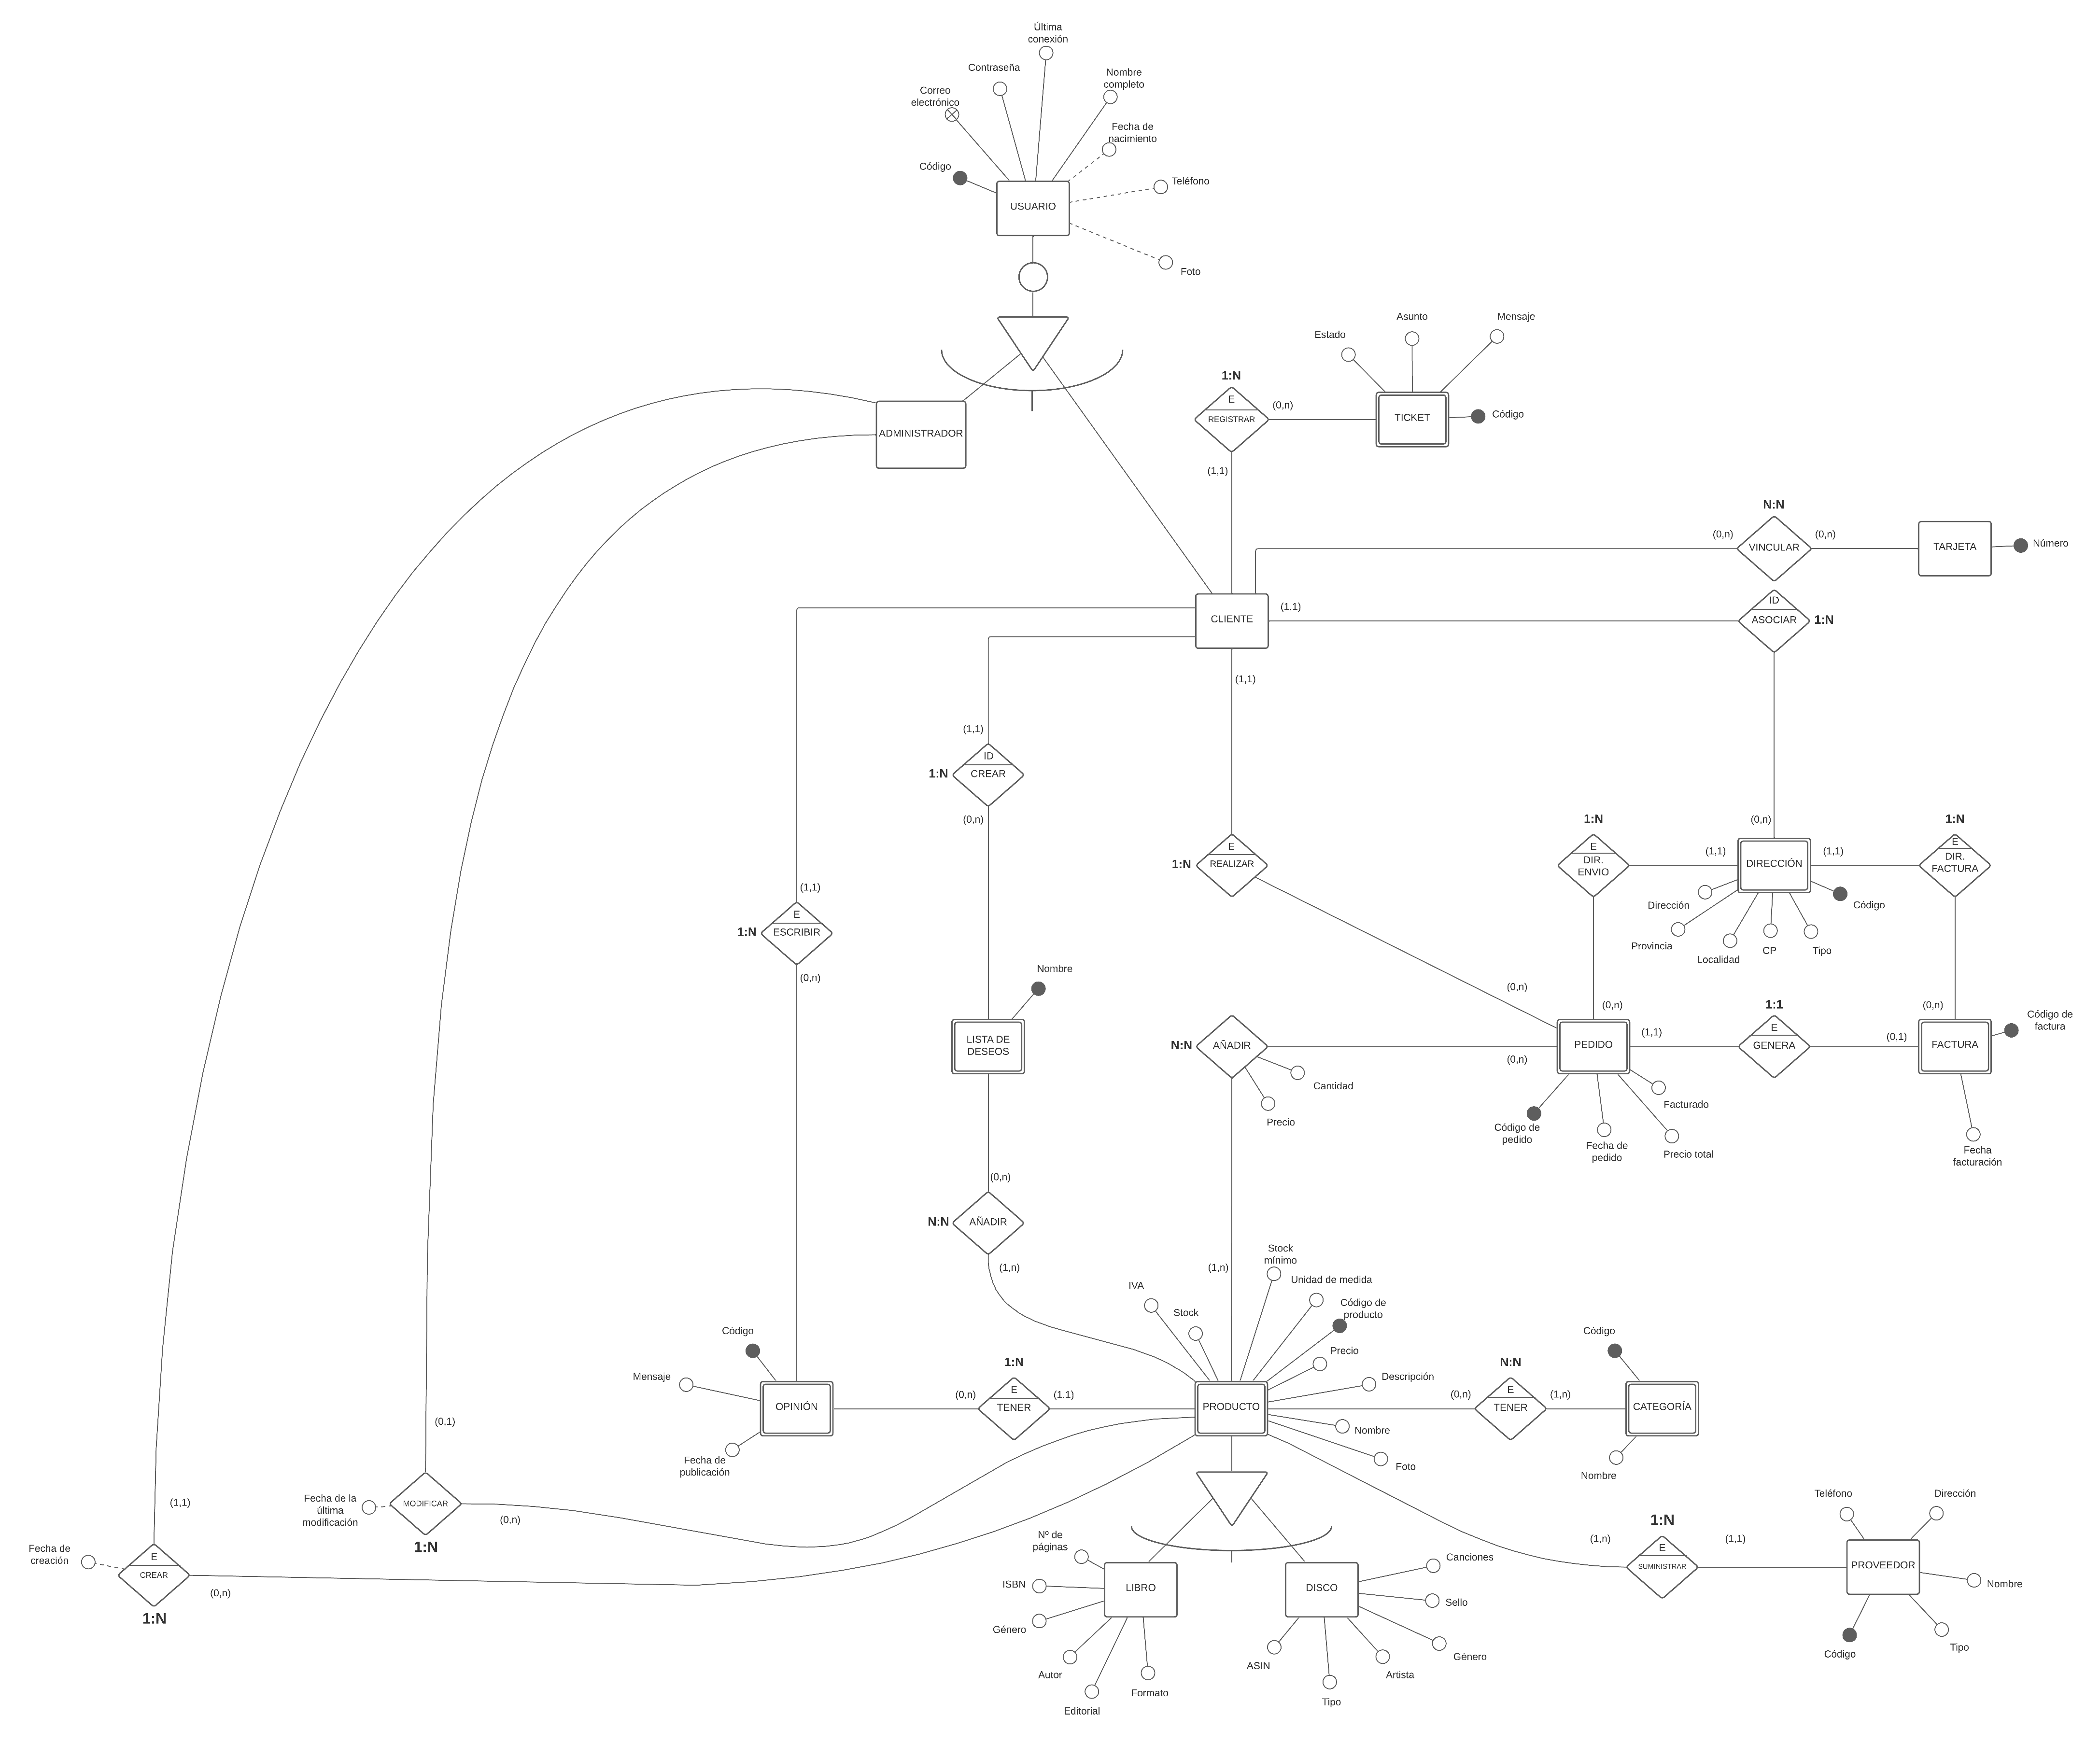 Última
conexión
Contraseña
Nombre
completo
Correo
electrónico
Fecha de
nacimiento
Código
Teléfono
USUARIO
Foto
Asunto
Mensaje
Estado
1:N
E
REGISTRAR
(0,n)
TICKET
Código
(1,1)
ADMINISTRADOR
N:N
(0,n)
VINCULAR
(0,n)
TARJETA
Número
CLIENTE
(1,1)
ID
ASOCIAR
1:N
(1,1)
(1,1)
ID
CREAR
1:N
(0,n)
E
REALIZAR
1:N
(0,n)
1:N
E
DIR.
ENVIO
(1,1)
DIRECCIÓN
(1,1)
1:N
E
DIR.
FACTURA
Dirección
Código
Provincia
Localidad
CP
Tipo
(1,1)
E
ESCRIBIR
1:N
(0,n)
Nombre
LISTA DE
DESEOS
(0,n)
(0,n)
1:1
(0,n)
Código de
factura
N:N
AÑADIR
(0,n)
PEDIDO
(1,1)
E
GENERA
(0,1)
FACTURA
Cantidad
Precio
Facturado
Código de
pedido
Fecha de
pedido
Precio total
Fecha
facturación
(0,n)
N:N
AÑADIR
(1,n)
(1,n)
Stock
mínimo
IVA
Unidad de medida
Stock
Código de
producto
Precio
Descripción
Código
Mensaje
OPINIÓN
Fecha de
publicación
1:N
(0,n)
E
TENER
(1,1)
PRODUCTO
Nombre
Foto
N:N
(0,n)
E
TENER
(1,n)
Código
CATEGORÍA
Nombre
(0,1)
Fecha de la
última
modificación
MODIFICAR
(0,n)
1:N
(1,1)
Fecha de
creación
E
CREAR
(0,n)
1:N
Nº de
páginas
ISBN
Género
Autor
Editorial
Formato
LIBRO
DISCO
Canciones
Sello
Género
Artista
Tipo
ASIN
1:N
(1,n)
E
SUMINISTRAR
(1,1)
Teléfono
Dirección
PROVEEDOR
Nombre
Código
Tipo